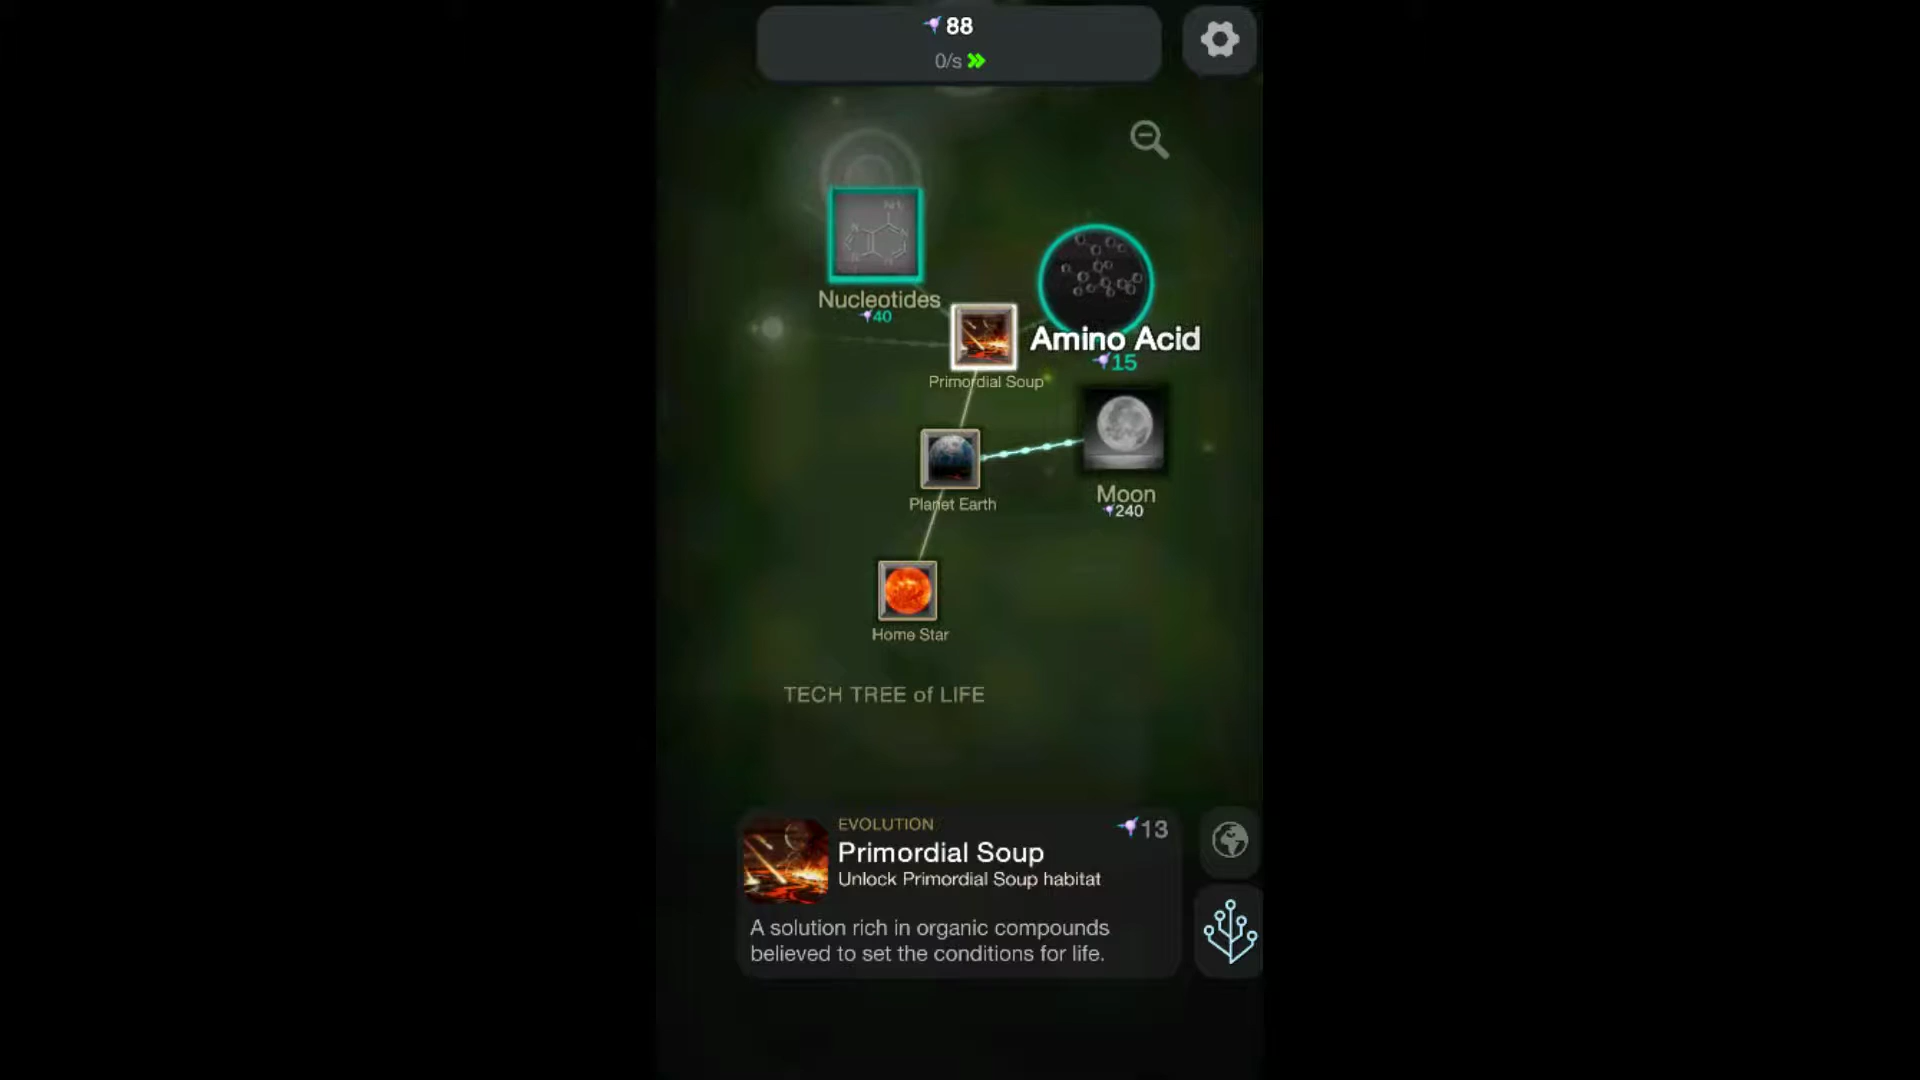 88
0/s
Nucleotides
40
Amino Acid
15
Primordial Soup
Planet Earth
Moon
240
Home Star
TECH TREE of LIFE
EVOLUTION
13
Primordial Soup
Unlock Primordial Soup habitat
A solution rich in organic compounds
believed to set the conditions for life.